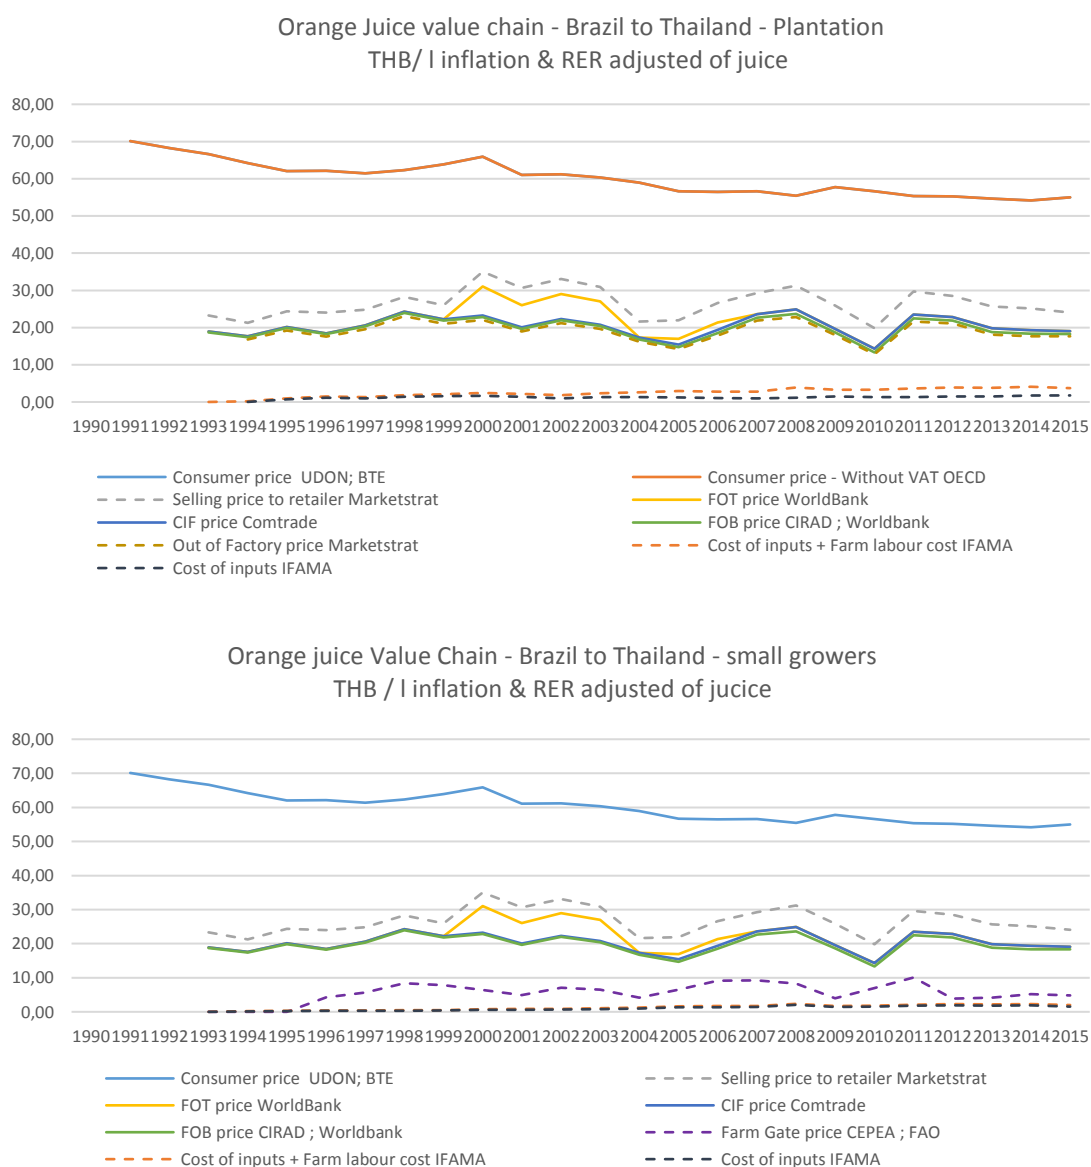 Orange Juice value chain - Brazil to Thailand - Plantation
THB/ l inflation & RER adjusted of juice
80,00
70,00
60,00
50,00
40,00
30,00
20,00
10,00
0,00
1990 1991 1992 1993 1994 1995 1996 1997 1998 1999 2000 2001 2002 2003 2004 2005 2006 2007 2008 2009 2010 2011 2012 2013 2014 2015
Consumer price UDON; BTE
Consumer price - Without VAT OECD
Selling price to retailer Marketstrat
FOT price WorldBank
CIF price Comtrade
FOB price CIRAD ; Worldbank
Out of Factory price Marketstrat
Cost of inputs + Farm labour cost IFAMA
Cost of inputs IFAMA
Orange juice Value Chain - Brazil to Thailand - small growers
THB / l inflation & RER adjusted of jucice
80,00
70,00
60,00
50,00
40,00
30,00
20,00
10,00
0,00
1990 1991 1992 1993 1994 1995 1996 1997 1998 1999 2000 2001 2002 2003 2004 2005 2006 2007 2008 2009 2010 2011 2012 2013 2014 2015
Consumer price UDON; BTE
Selling price to retailer Marketstrat
FOT price WorldBank
CIF price Comtrade
FOB price CIRAD ; Worldbank
Farm Gate price CEPEA ; FAO
Cost of inputs + Farm labour cost IFAMA
Cost of inputs IFAMA